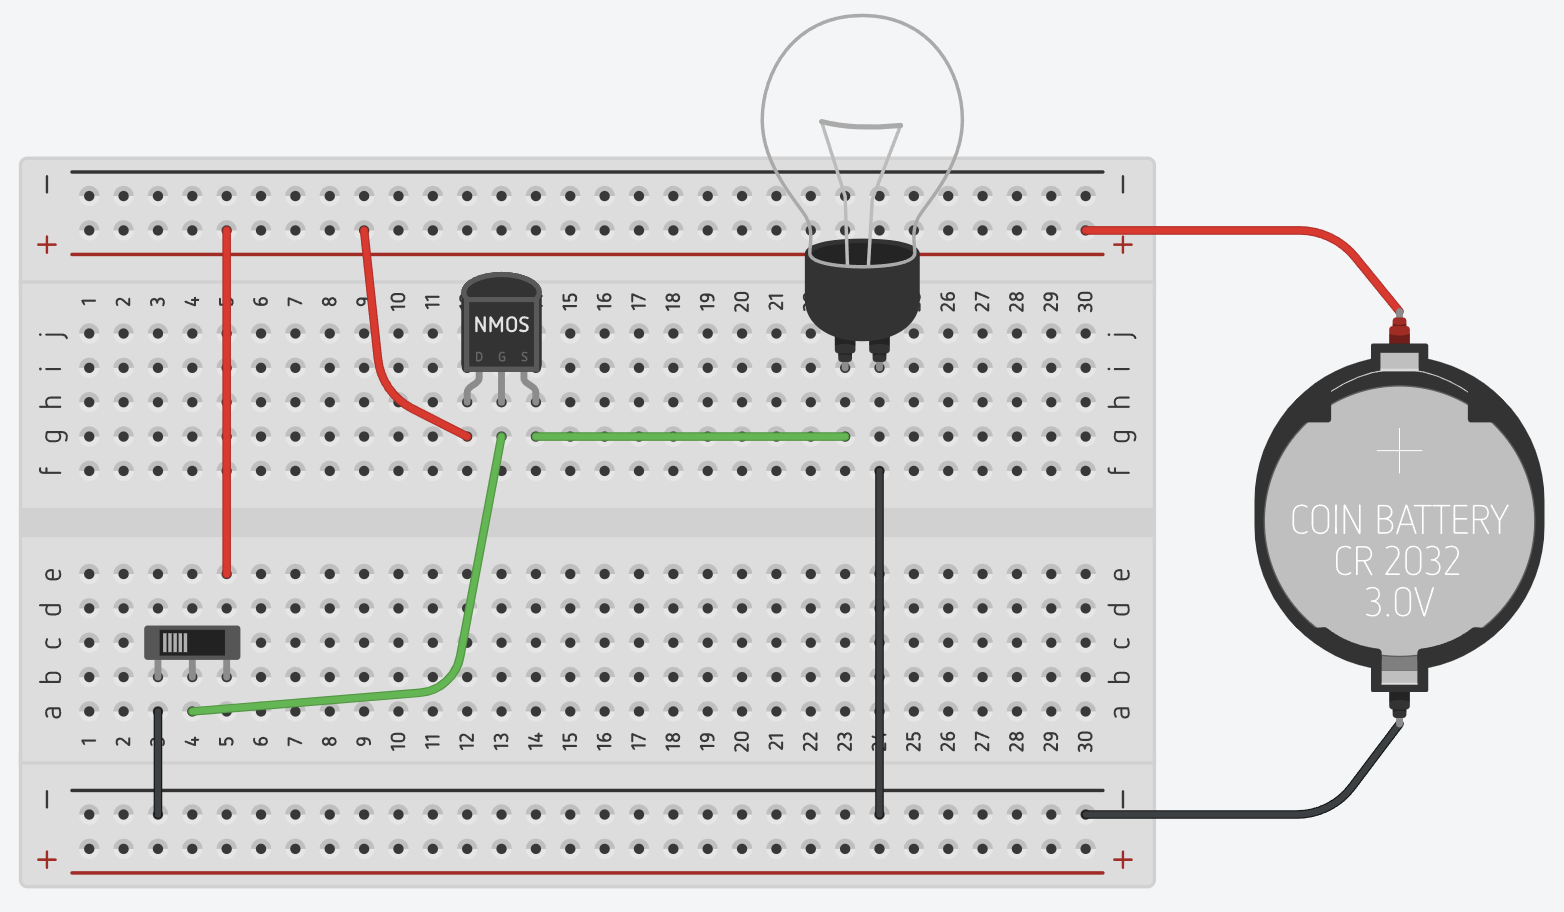 − −
+ +
1 2 3 4 6 7 8 9 10 11 15 16 17 18 19 20 21 26 27 28 29 30
NMOS
D G S
j j
i i
h h
g g
f f
COIN BATTERY
CR 2032
3.0V
e e
d d
c c
b b
a a
1 2 4 5 6 7 8 9 10 11 12 13 14 15 16 17 18 19 20 21 22 23 25 26 27 28 29 30
− −
+ +